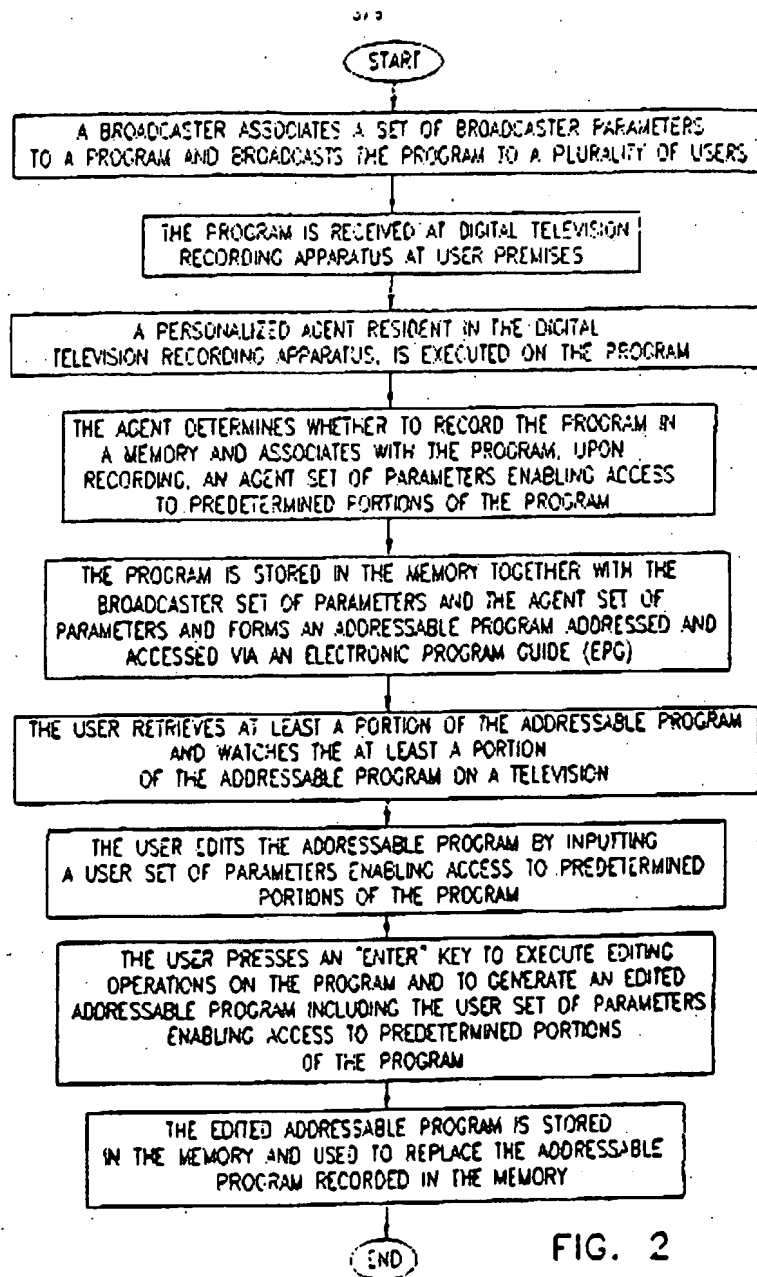 START
A BROADCASTER ASSOCIATES A SET OF BROADCASTER PARAMETERS
TO A PROGRAM AND BROADCASTS THE PROGRAM TO A PLURALITY OF USERS
THE PROGRAM IS RECEIVED AT DIGITAL TELEVISION
RECORDING APPARATUS AT USER PREMISES
A PERSONALIZED AGENT RESIDENT IN THE DIGITAL
TELEVISION RECORDING APPARATUS, IS EXECUTED ON THE PROGRAM
THE AGENT DETERMINES WHETHER TO RECORD THE PROGRAM IN
A MEMORY AND ASSOCIATES WITH THE PROGRAM, UPON
RECORDING, AN AGENT SET OF PARAMETERS ENABLING ACCESS
TO PREDETERMINED PORTIONS OF THE PROGRAM
THE PROGRAM IS STORED IN THE MEMORY TOGETHER WITH THE
BROADCASTER SET OF PARAMETERS AND THE AGENT SET OF
PARAMETERS AND FORMS AN ADDRESSABLE PROGRAM ADDRESSED AND
ACCESSED VIA AN ELECTRONIC PROGRAM GUIDE (EPG)
THE USER RETRIEVES AT LEAST A PORTION OF THE ADDRESSABLE PROGRAM
AND WATCHES THE AT LEAST A PORTION
OF THE ADDRESSABLE PROGRAM ON A TELEVISION
THE USER EDITS THE ADDRESSABLE PROGRAM BY INPUTTING
A USER SET OF PARAMETERS ENABLING ACCESS TO PREDETERMINED
PORTIONS OF THE PROGRAM
THE USER PRESSES AN "ENTER" KEY TO EXECUTE EDITING
OPERATIONS ON THE PROGRAM AND TO GENERATE AN EDITED
ADDRESSABLE PROGRAM INCLUDING THE USER SET OF PARAMETERS
ENABLING ACCESS TO PREDETERMINED PORTIONS
OF THE PROGRAM
THE EDITED ADDRESSABLE PROGRAM IS STORED
IN THE MEMORY AND USED TO REPLACE THE ADDRESSABLE
PROGRAM RECORDED IN THE MEMORY
END
FIG. 2